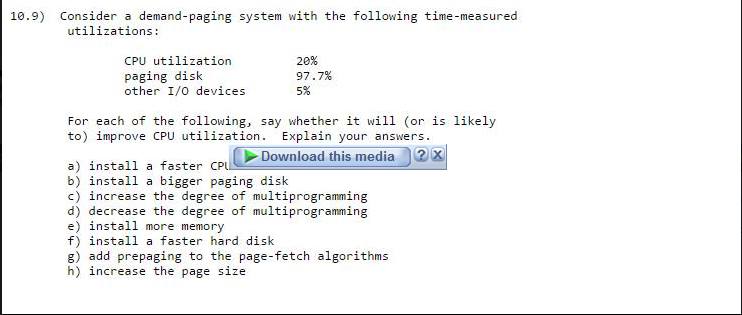 10.9) Consider a demand-paging system with the following time-measured
utilizations:
CPU utilization 20%
paging disk 97.7%
other I/O devices 5%
For each of the following, say whether it will (or is likely
to) improve CPU utilization. Explain your answers.
Download this media ? X
a) install a faster CPU
b) install a bigger paging disk
c) increase the degree of multiprogramming
d) decrease the degree of multiprogramming
e) install more memory
f) install a faster hard disk
g) add prepaging to the page-fetch algorithms
h) increase the page size